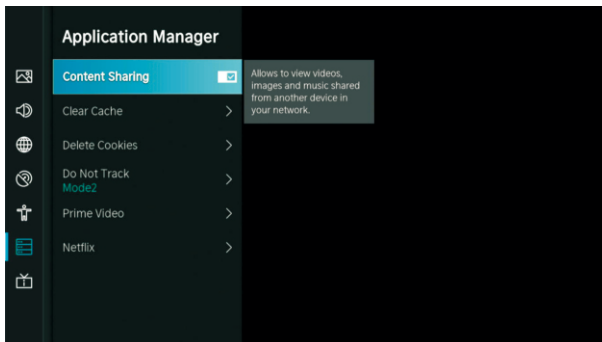 Application Manager
Content Sharing
Allows to view videos,
images and music shared
from another device in
your network.
Clear Cache
Delete Cookies
Do Not Track
Mode2
Prime Video
Netflix